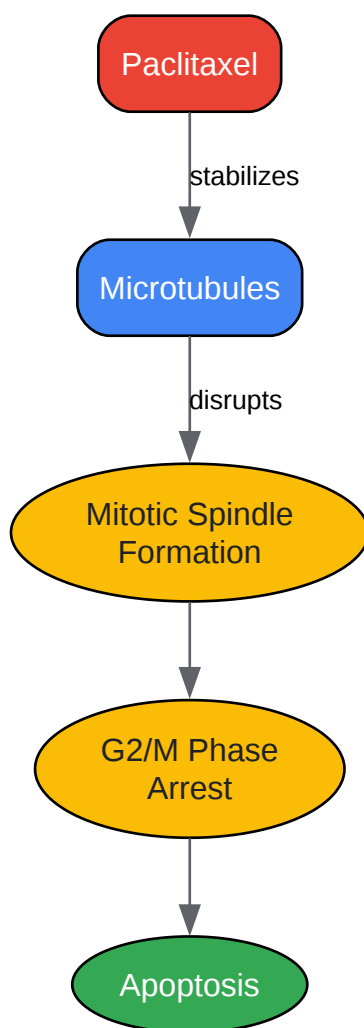 Paclitaxel
stabilizes
Microtubules
disrupts
Mitotic Spindle
Formation
G2/M Phase
Arrest
Apoptosis